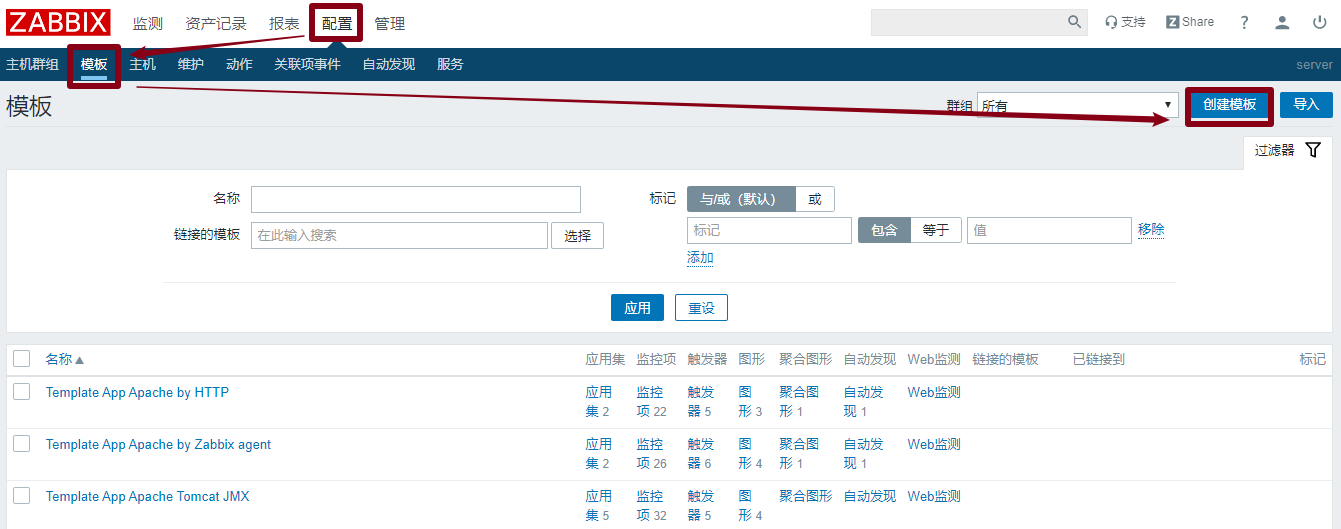 ZABBIX 监测 资产记录 报表 配置 管理 支持 Z Share ?
主机群组 模板 主机 维护 动作 关联项事件 自动发现 服务 server
模板 群组 所有 创建模板 导入
过滤器
名称 标记 与/或（默认） 或
链接的模板 在此输入搜索 选择 标记 包含 等于 值 移除
添加
应用 重设
名称 应用集 监控项 触发器 图形 聚合图形 自动发现 Web监测 链接的模板 已链接到 标记
Template App Apache by HTTP 应用 监控 触发 图 聚合图 自动发 Web监测
集 2 项 22 器 5 形 3 形 1 现 1
Template App Apache by Zabbix agent 应用 监控 触发 图 聚合图 自动发 Web监测
集 2 项 26 器 6 形 4 形 1 现 1
Template App Apache Tomcat JMX 应用 监控 触发 图 聚合图形 自动发现 Web监测
集 5 项 32 器 5 形 4